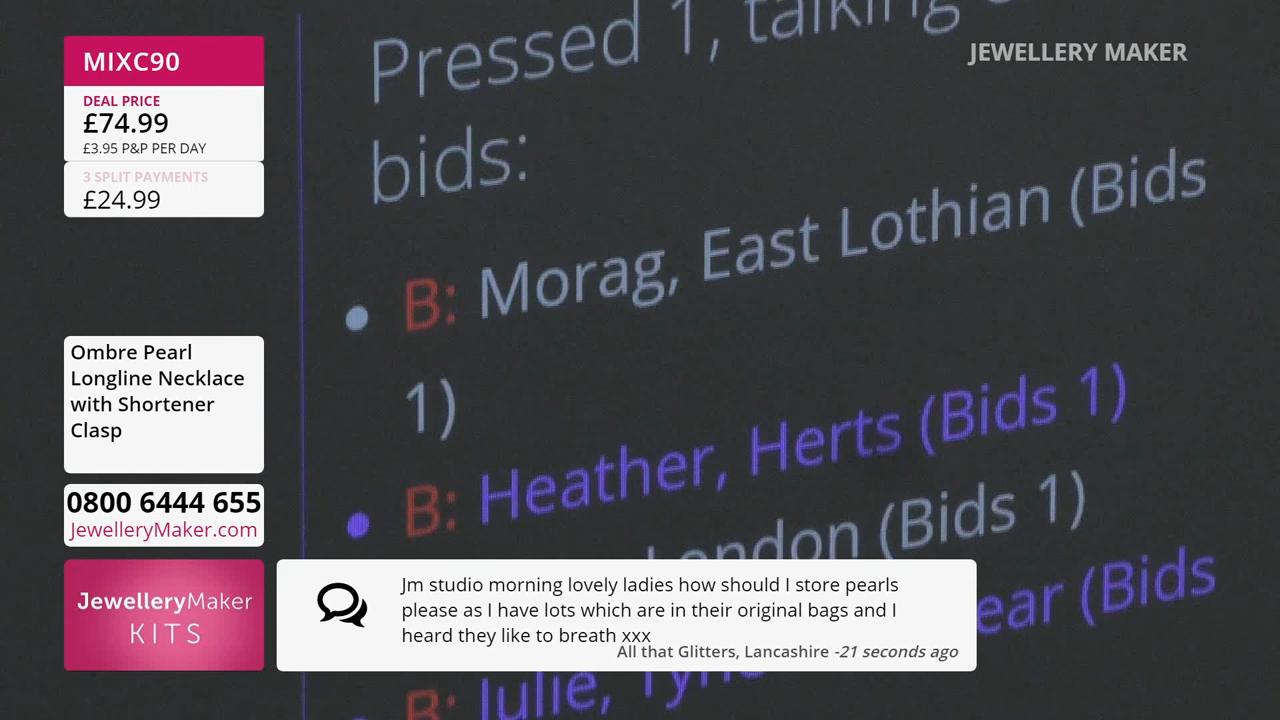 MIXC90
DEAL PRICE
£74.99
£3.95 P&P PER DAY
3 SPLIT PAYMENTS
£24.99
Ombre Pearl
Longline Necklace
with Shortener
Clasp
0800 6444 655
JewelleryMaker.com
JewelleryMaker
KITS
JEWELLERY MAKER
Pressed 1, talking
bids:
B: Morag, East Lothian (Bids
1)
B: Heather, Herts (Bids 1)
London (Bids 1)
B: Julie, (Bids
Jm studio morning lovely ladies how should I store pearls
please as I have lots which are in their original bags and I
heard they like to breath xxx
All that Glitters, Lancashire -21 seconds ago